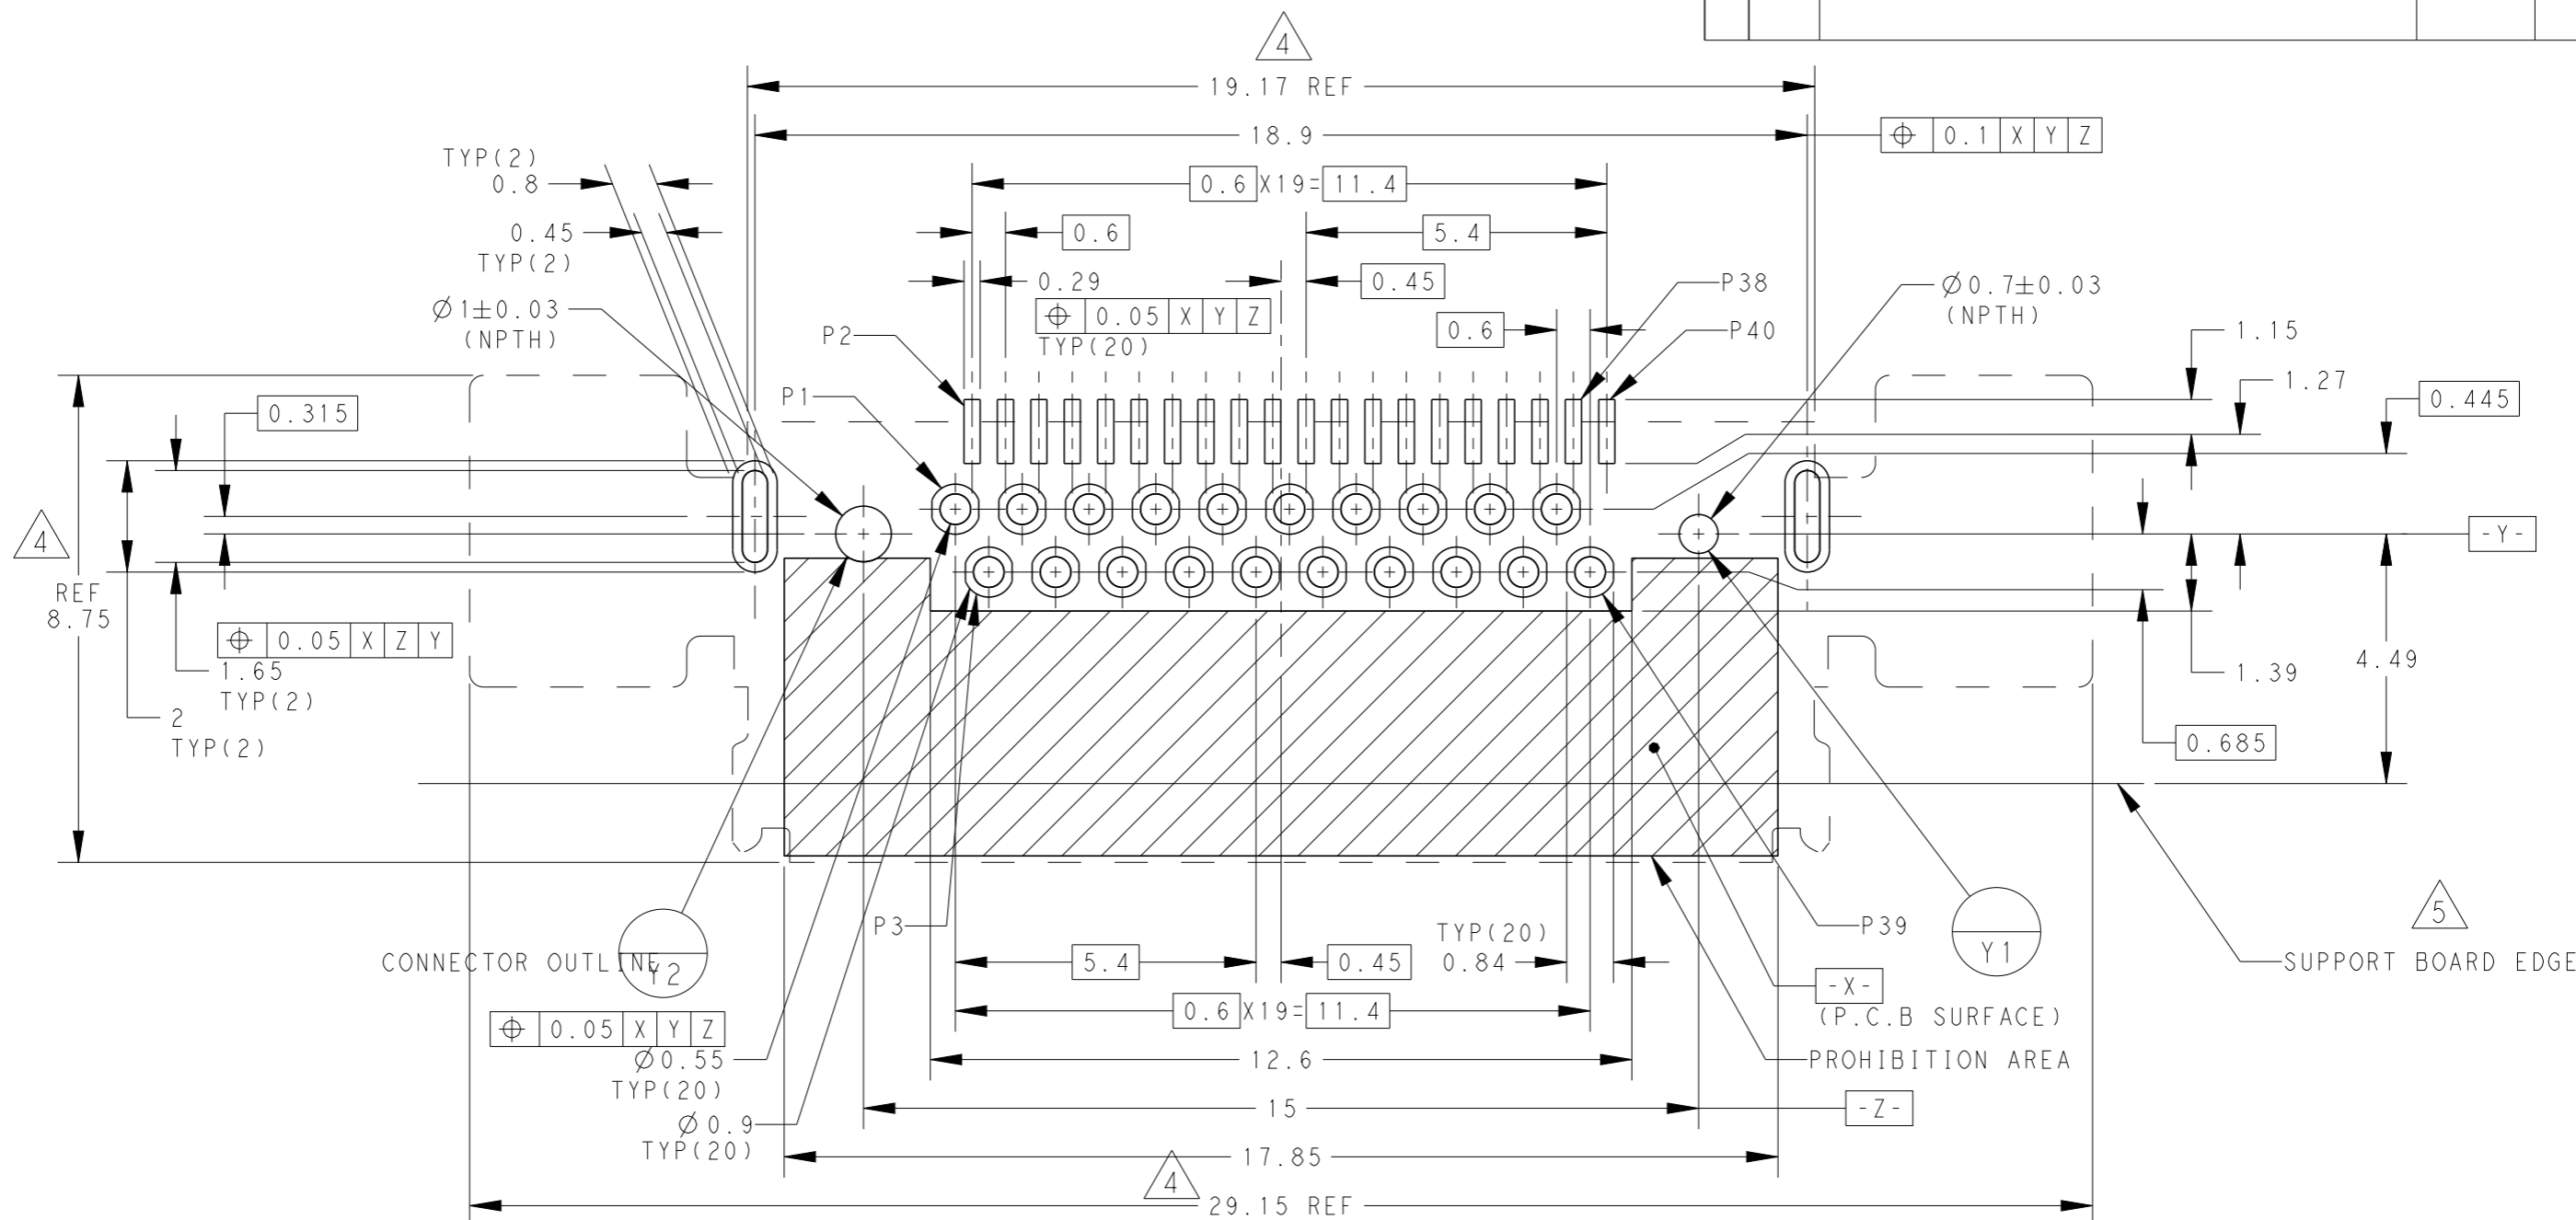 4
19.17 REF
18.9
⌖ 0.1 X Y Z
TYP(2)
0.8
0.6 X19= 11.4
0.45
TYP(2)
0.6
5.4
0.29
⌖ 0.05 X Y Z
TYP(20)
0.45
P38
Ø0.7±0.03
(NPTH)
Ø1±0.03
(NPTH)
P2
0.6
P40
1.15
1.27
P1
0.445
0.315
4
REF
8.75
-Y-
⌖ 0.05 X Z Y
1.65
TYP(2)
2
TYP(2)
1.39
4.49
0.685
P3
TYP(20)
0.84
P39
5
CONNECTOR OUTLINE
Y2
5.4
0.45
Y1
SUPPORT BOARD EDGE
-X-
(P.C.B SURFACE)
0.6 X19= 11.4
⌖ 0.05 X Y Z
Ø0.55
TYP(20)
12.6
PROHIBITION AREA
Ø0.9
TYP(20)
15
-Z-
17.85
4
29.15 REF